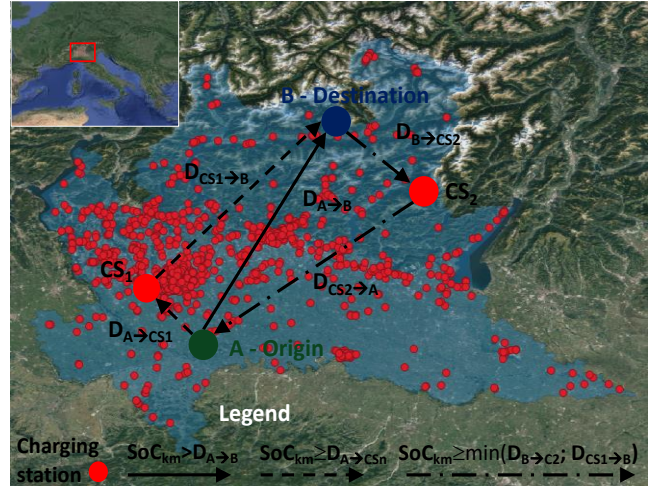 B - Destination
D_B→CS2
D_CS1→B
D_A→B
CS_2
CS_1
D_CS2→A
D_A→CS1
A - Origin
Legend
Charging station
SoC_km>D_A→B
SoC_km≥D_A→CSn
SoC_km≥min(D_B→C2; D_CS1→B)